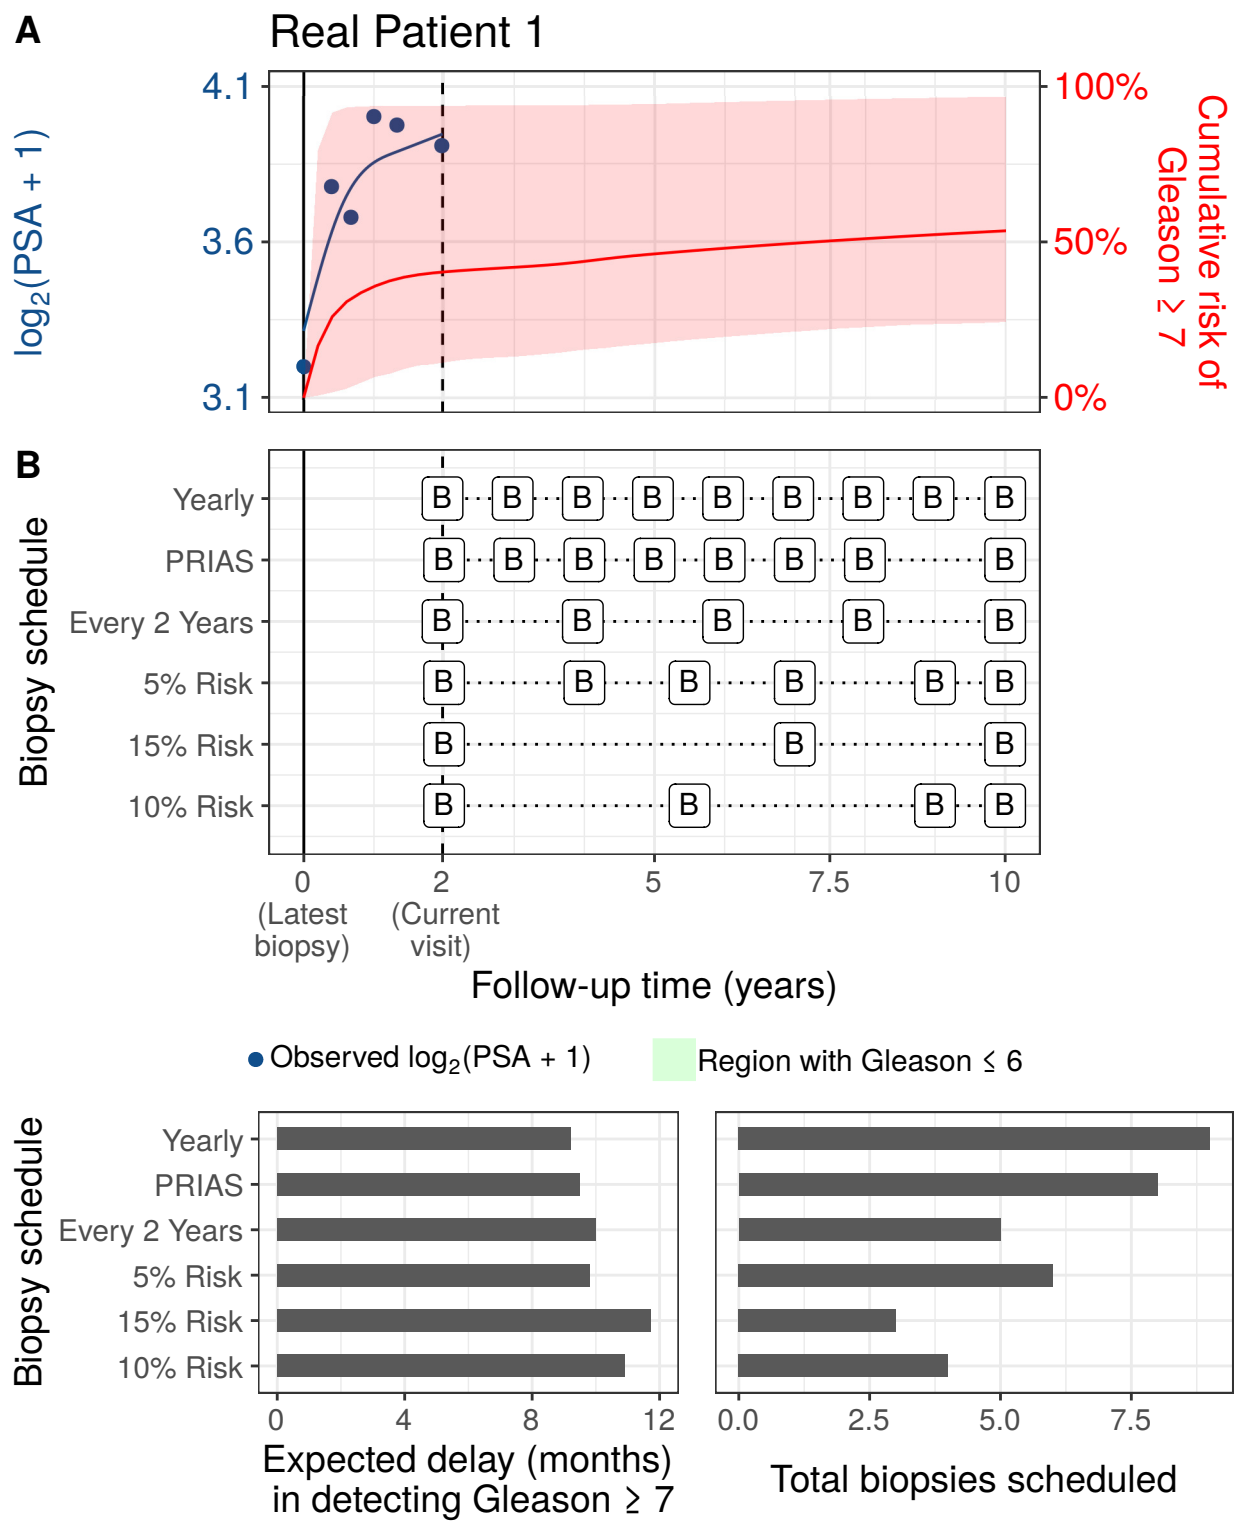 A
Real Patient 1
4.1
3.6
3.1
log₂(PSA + 1)
100%
50%
0%
Cumulative risk of
Gleason ≥ 7
B
Biopsy schedule
Yearly B B B B B B B B B
PRIAS B B B B B B B B
Every 2 Years B B B B B
5% Risk B B B B B B
15% Risk B B B
10% Risk B B B B
0 2 5 7.5 10
(Latest (Current
biopsy) visit)
Follow-up time (years)
Observed log₂(PSA + 1) Region with Gleason ≤ 6
Biopsy schedule
Yearly
PRIAS
Every 2 Years
5% Risk
15% Risk
10% Risk
0 4 8 12
Expected delay (months)
in detecting Gleason ≥ 7
0.0 2.5 5.0 7.5
Total biopsies scheduled